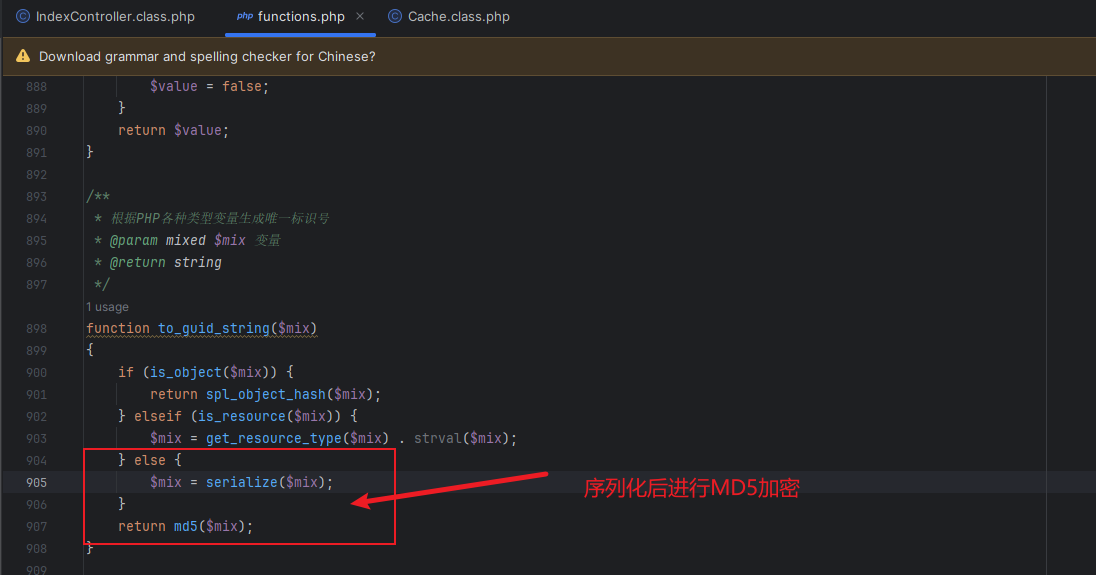 IndexController.class.php
php functions.php
Cache.class.php
Download grammar and spelling checker for Chinese?
888 $value = false;
889 }
890 return $value;
891 }
892
893 /**
894 * 根据PHP各种类型变量生成唯一标识号
895 * @param mixed $mix 变量
896 * @return string
897 */
1 usage
898 function to_guid_string($mix)
899 {
900 if (is_object($mix)) {
901 return spl_object_hash($mix);
902 } elseif (is_resource($mix)) {
903 $mix = get_resource_type($mix) . strval($mix);
904 } else {
905 $mix = serialize($mix);
序列化后进行MD5加密
906 }
907 return md5($mix);
908 }
909